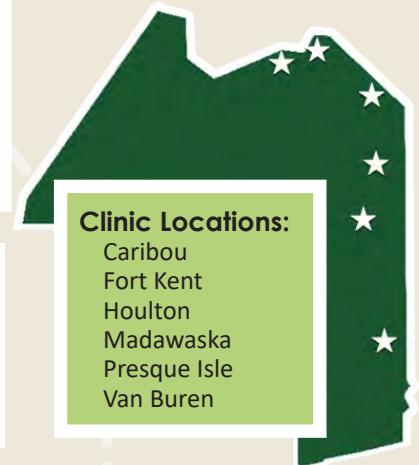 Clinic Locations:
Caribou
Fort Kent
Houlton
Madawaska
Presque Isle
Van Buren